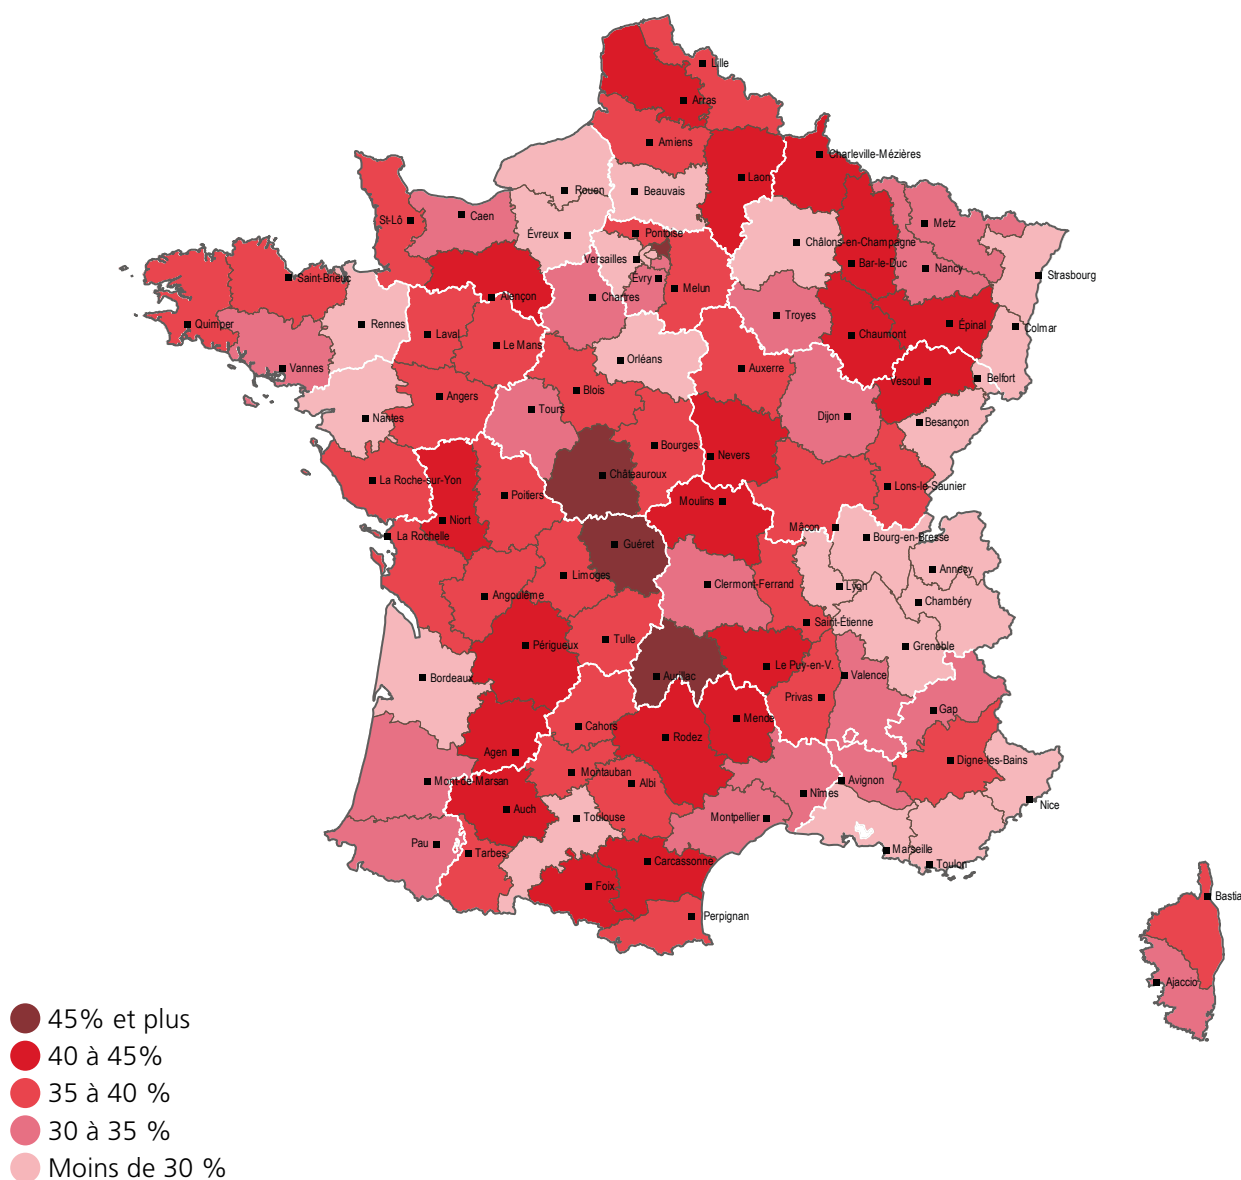 Lille
Arras
Amiens
Charleville-Mézières
Laon
Rouen
Beauvais
St-Lô
Caen
Metz
Évreux
Pontoise
Châlons-en-Champagne
Versailles
Bar-le-Duc
Nancy
Strasbourg
Saint-Brieuc
Évry
Melun
Alençon
Chartres
Troyes
Quimper
Rennes
Laval
Le Mans
Chaumont
Épinal
Colmar
Vannes
Orléans
Auxerre
Vesoul
Belfort
Angers
Blois
Nantes
Tours
Dijon
Besançon
Bourges
Nevers
La Roche-sur-Yon
Châteauroux
Lons-le-Saunier
Poitiers
Moulins
Niort
Mâcon
La Rochelle
Bourg-en-Bresse
Guéret
Annecy
Limoges
Clermont-Ferrand
Lyon
Angoulême
Chambéry
Saint-Étienne
Périgueux
Tulle
Grenoble
Bordeaux
Aurillac
Le Puy-en-V.
Valence
Privas
Gap
Cahors
Mende
Rodez
Agen
Digne-les-Bains
Mont-de-Marsan
Montauban
Albi
Avignon
Nîmes
Nice
Auch
Toulouse
Montpellier
Pau
Tarbes
Marseille
Carcassonne
Toulon
Foix
Bastia
Perpignan
Ajaccio
45% et plus
40 à 45%
35 à 40 %
30 à 35 %
Moins de 30 %